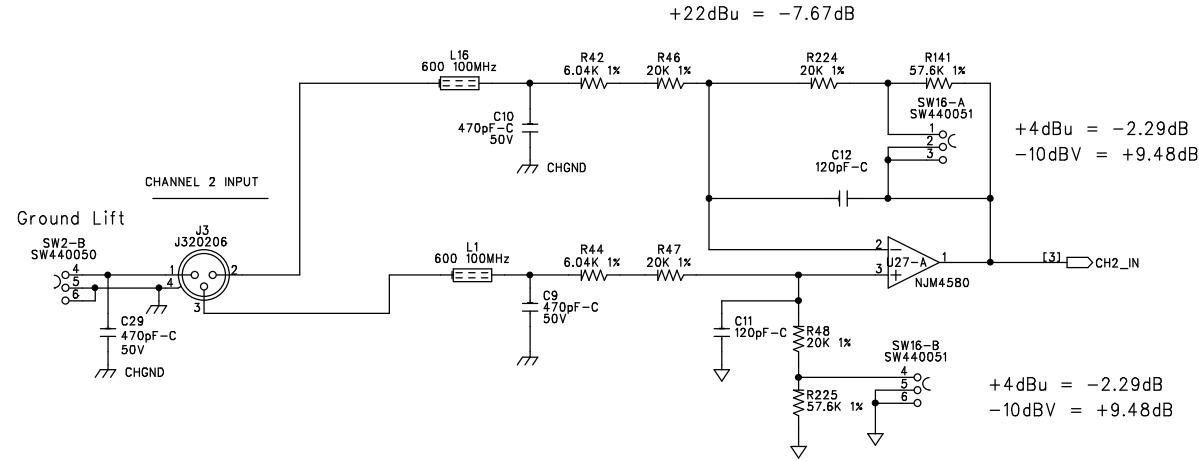 +22dBu = -7.67dB
L16
600 100MHz
R42
6.04K 1%
R46
20K 1%
R224
20K 1%
R141
57.6K 1%
SW16-A
SW440051
1
2
3
+4dBu = -2.29dB
-10dBV = +9.48dB
C10
470pF-C
50V
CHGND
C12
120pF-C
CHANNEL 2 INPUT
Ground Lift
SW2-B
SW440050
4
5
6
J3
J320206
1
2
4
3
L1
600 100MHz
R44
6.04K 1%
R47
20K 1%
2
3
U27-A
1
NJM4580
[3]
CH2_IN
C29
470pF-C
50V
CHGND
C9
470pF-C
50V
C11
120pF-C
R48
20K 1%
SW16-B
SW440051
4
5
6
R225
57.6K 1%
+4dBu = -2.29dB
-10dBV = +9.48dB